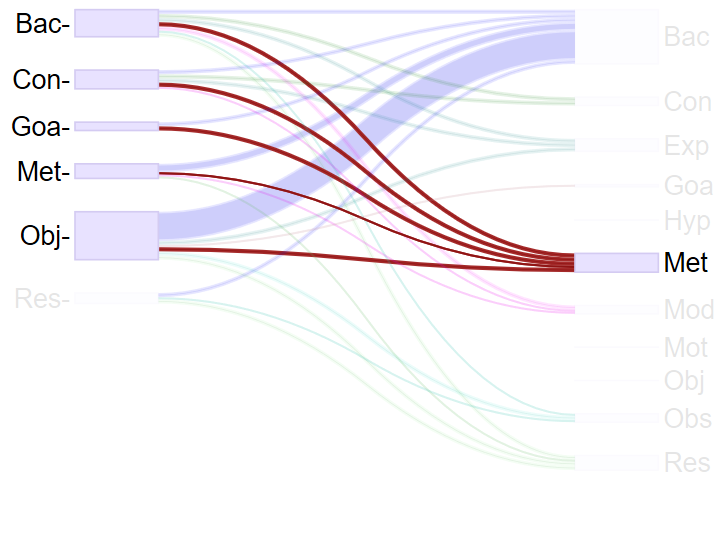 Bac-
Con-
Goa-
Met-
Obj-
Res-
Bac
Con
Exp
Goa
Hyp
Met
Mod
Mot
Obj
Obs
Res